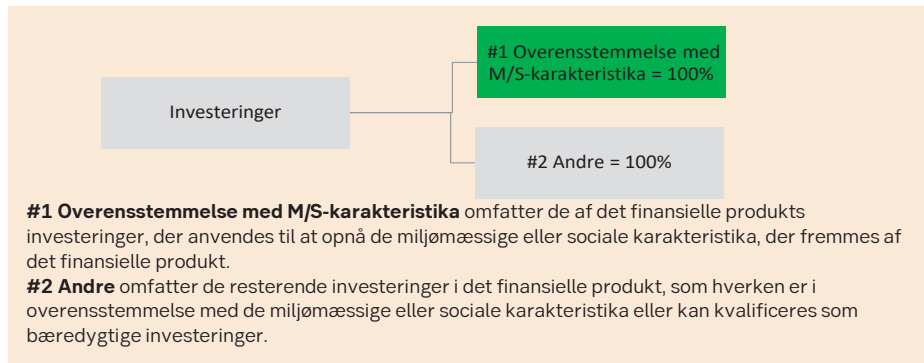 #1 Overensstemmelse med
M/S-karakteristika = 100%
Investeringer
#2 Andre = 100%
#1 Overensstemmelse med M/S-karakteristika omfatter de af det finansielle produkts
investeringer, der anvendes til at opnå de miljømæssige eller sociale karakteristika, der fremmes af
det finansielle produkt.
#2 Andre omfatter de resterende investeringer i det finansielle produkt, som hverken er i
overensstemmelse med de miljømæssige eller sociale karakteristika eller kan kvalificeres som
bæredygtige investeringer.